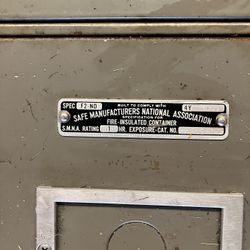 SPEC F2-ND BUILT TO COMPLY WITH 4Y
SAFE MANUFACTURERS NATIONAL ASSOCIATION
SPECIFICATION FOR
FIRE-INSULATED CONTAINER
S.M.N.A. RATING 1 HR. EXPOSURE-CAT. NO.